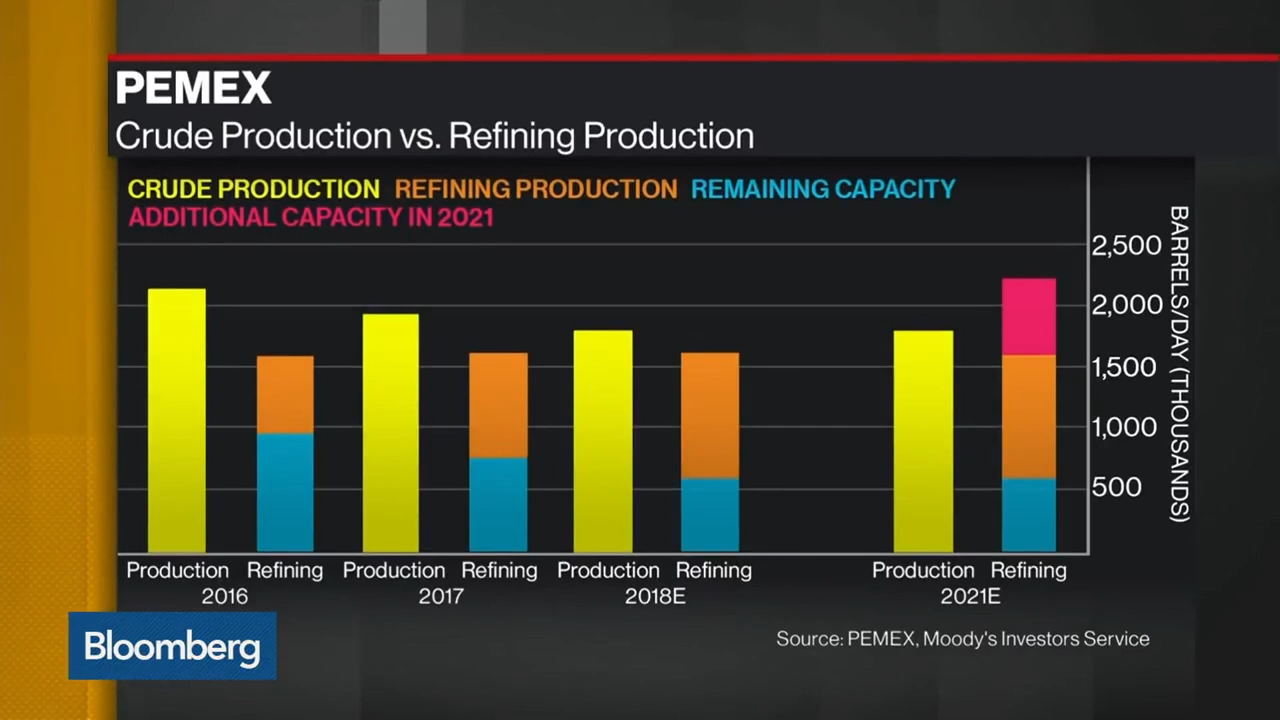 PEMEX
Crude Production vs. Refining Production
CRUDE PRODUCTION REFINING PRODUCTION REMAINING CAPACITY
ADDITIONAL CAPACITY IN 2021
2,500
2,000
1,500
1,000
500
BARRELS/DAY (THOUSANDS)
Production Refining Production Refining Production Refining Production Refining
2016 2017 2018E 2021E
Bloomberg
Source: PEMEX, Moody's Investors Service